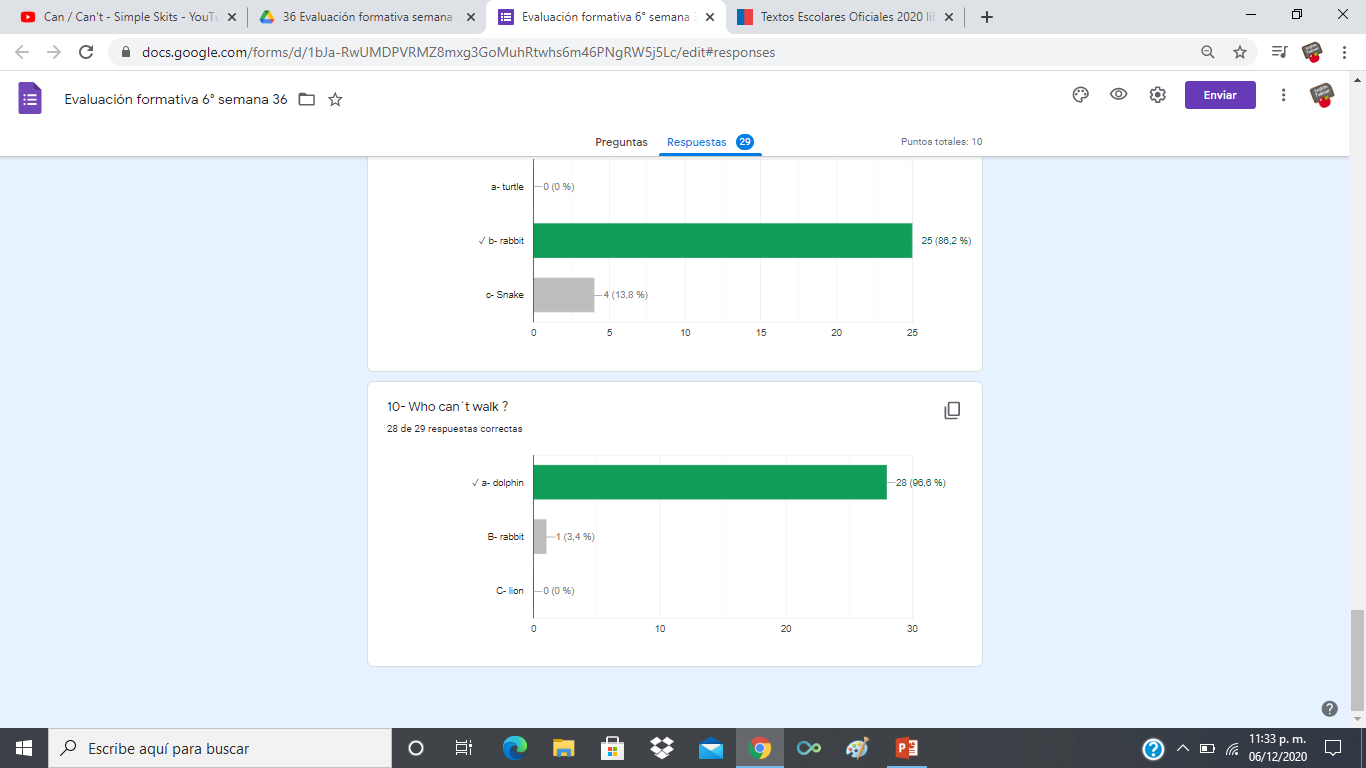 Can / Can't - Simple Skits - YouTu
36 Evaluación formativa semana
Evaluación formativa 6° semana
Textos Escolares Oficiales 2020 li
docs.google.com/forms/d/1bJa-RwUMDPVRMZ8mxg3GoMuhRtwhs6m46PNgRW5j5Lc/edit#responses
Evaluación formativa 6° semana 36
Enviar
Preguntas
Respuestas 29
Puntos totales: 10
a- turtle
0 (0 %)
✓ b- rabbit
25 (86,2 %)
c- Snake
4 (13,8 %)
0 5 10 15 20 25
10- Who can´t walk ?
28 de 29 respuestas correctas
✓ a- dolphin
28 (96,6 %)
B- rabbit
1 (3,4 %)
C- lion
0 (0 %)
0 10 20 30
Escribe aquí para buscar
11:33 p. m.
06/12/2020